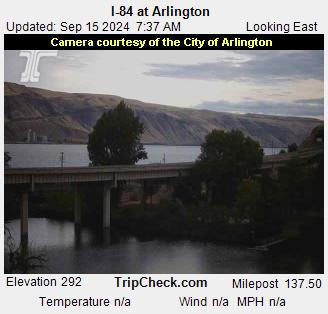 I-84 at Arlington
Updated: Sep 15 2024 7:37 AM Looking East
Camera courtesy of the City of Arlington
Elevation 292 TripCheck.com Milepost 137.50
Temperature n/a Wind n/a MPH n/a